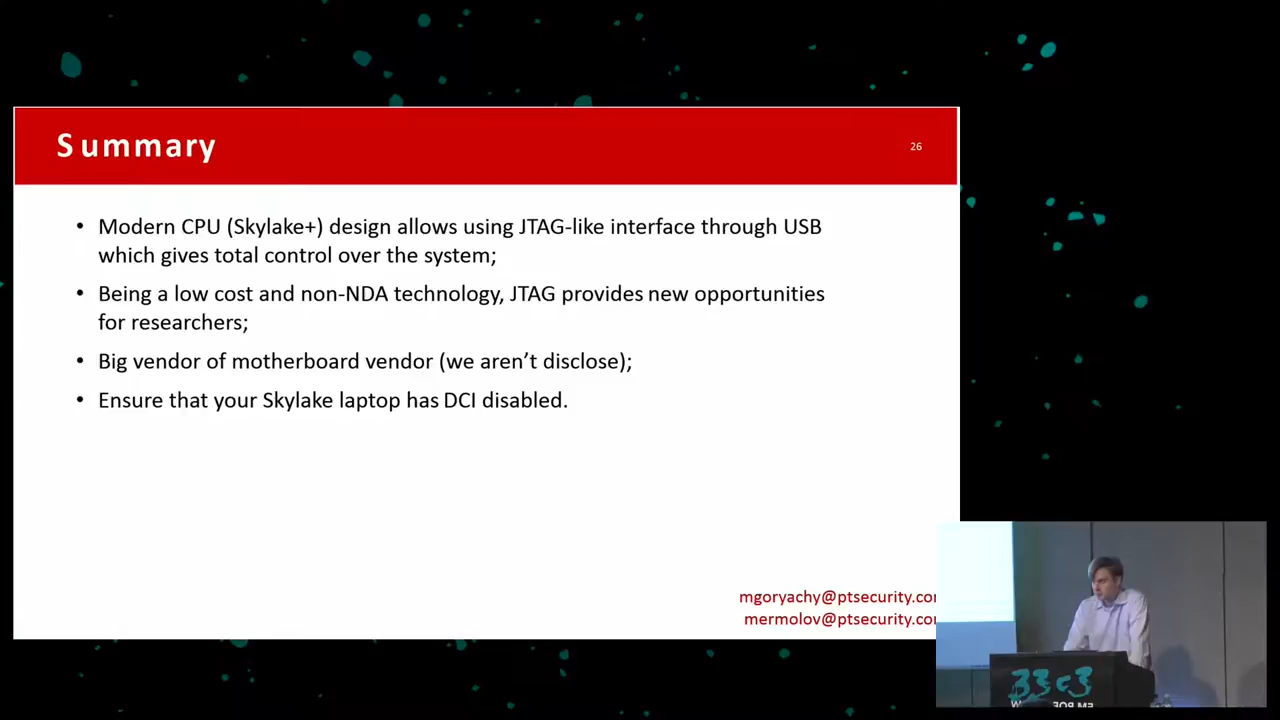 Summary
26
• Modern CPU (Skylake+) design allows using JTAG-like interface through USB
which gives total control over the system;
• Being a low cost and non-NDA technology, JTAG provides new opportunities
for researchers;
• Big vendor of motherboard vendor (we aren't disclose);
• Ensure that your Skylake laptop has DCI disabled.
mgoryachy@ptsecurity.co
mermolov@ptsecurity.co
33c3